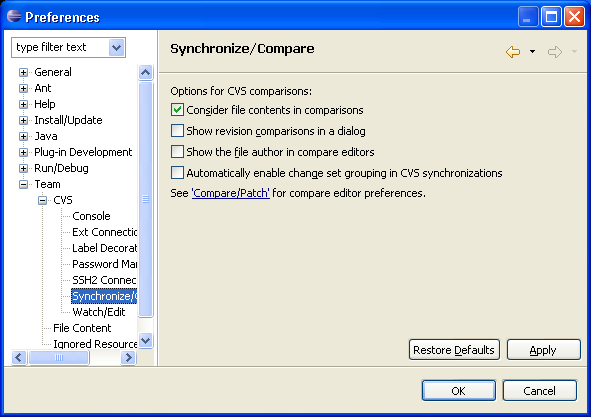 Preferences
type filter text
Synchronize/Compare
General
Ant
Help
Install/Update
Java
Plug-in Development
Run/Debug
Team
CVS
Console
Ext Connectio
Label Decorat
Password Mar
SSH2 Connec
Synchronize/C
Watch/Edit
File Content
Ignored Resource
Options for CVS comparisons:
Consider file contents in comparisons
Show revision comparisons in a dialog
Show the file author in compare editors
Automatically enable change set grouping in CVS synchronizations
See 'Compare/Patch' for compare editor preferences.
Restore Defaults
Apply
OK
Cancel